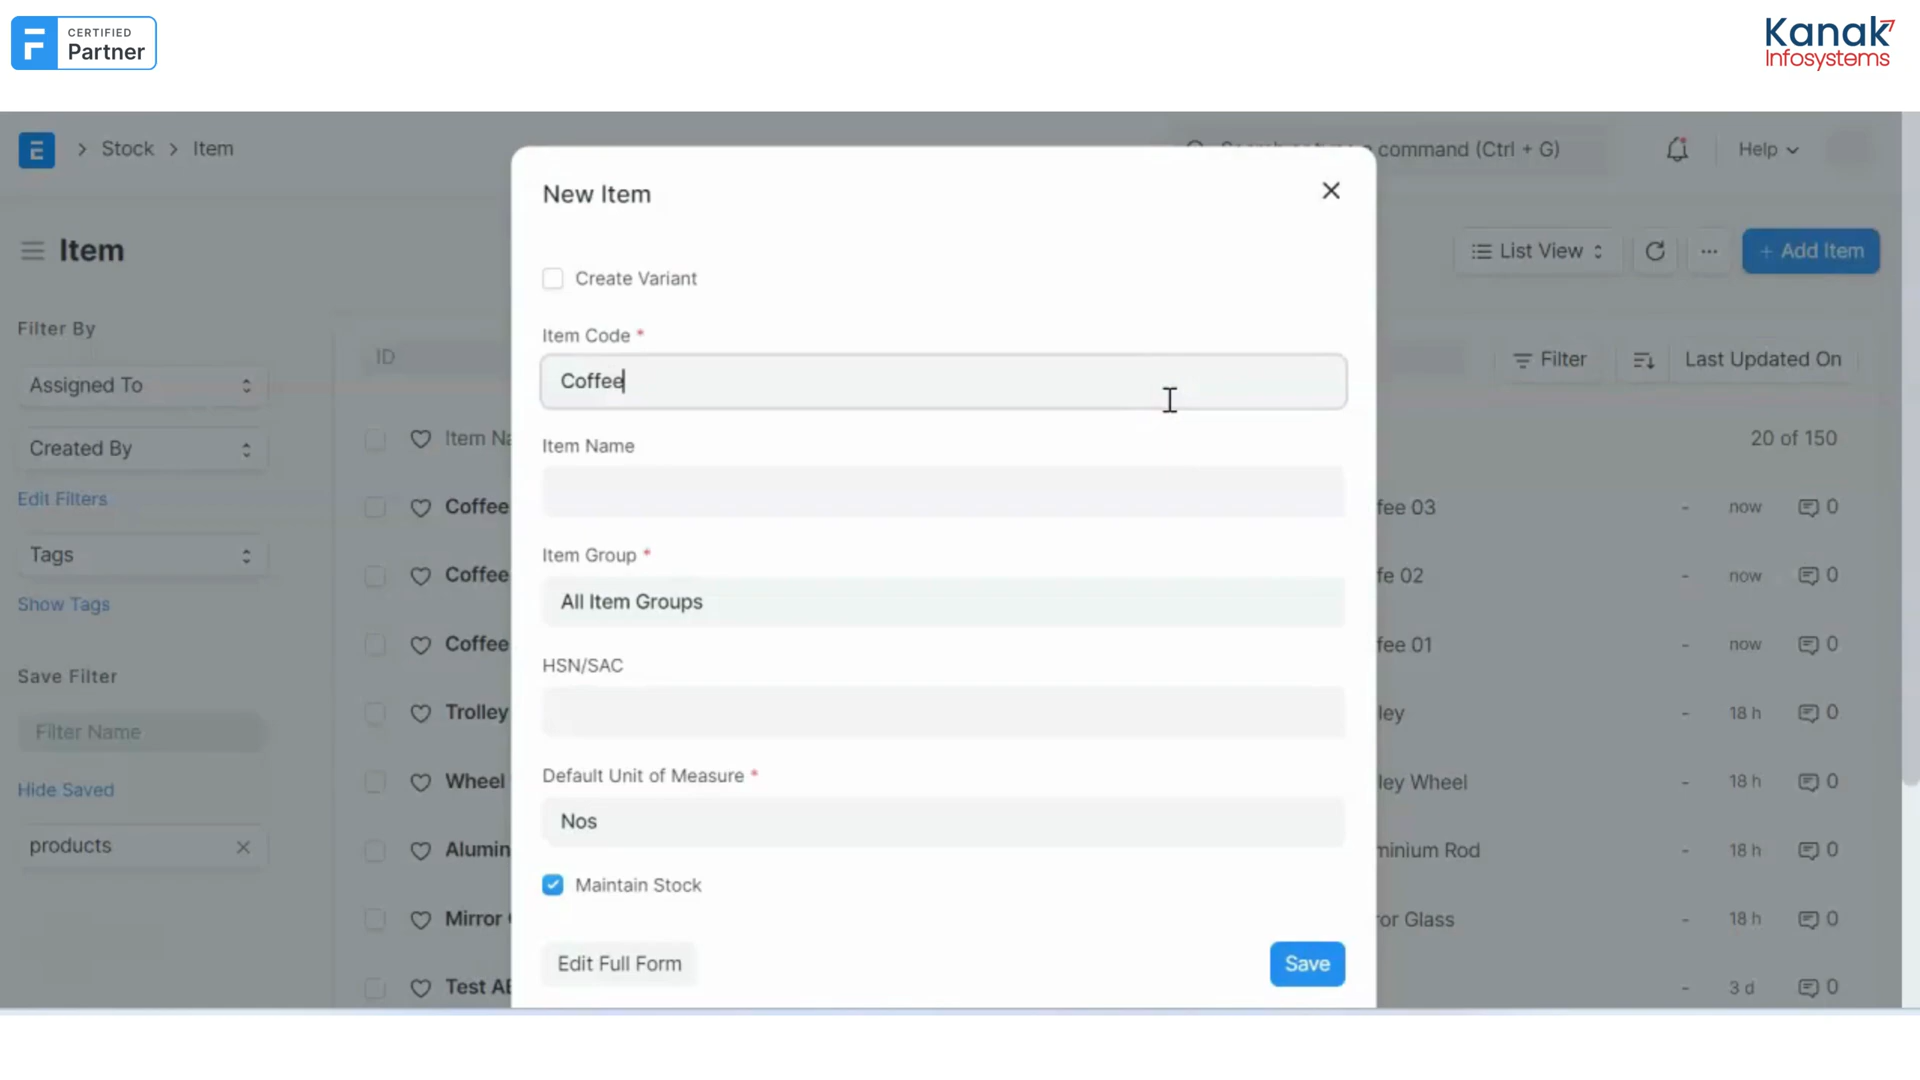 CERTIFIED
Partner
Kanak
Infosystems
Stock > Item
command (Ctrl + G)
Help
New Item
Item
List View
+ Add Item
Create Variant
Filter By
Item Code *
ID
Filter
Last Updated On
Assigned To
Coffee
Item Na
20 of 150
Created By
Item Name
Edit Filters
Coffee
fee 03
- now 0
Tags
Item Group *
Coffee
fe 02
- now 0
Show Tags
All Item Groups
Coffee
fee 01
- now 0
HSN/SAC
Save Filter
Trolley
ley
- 18 h 0
Filter Name
Default Unit of Measure *
Wheel
ley Wheel
- 18 h 0
Hide Saved
Nos
products
Alumin
minium Rod
- 18 h 0
Maintain Stock
Mirror
or Glass
- 18 h 0
Edit Full Form
Save
Test AB
- 3 d 0